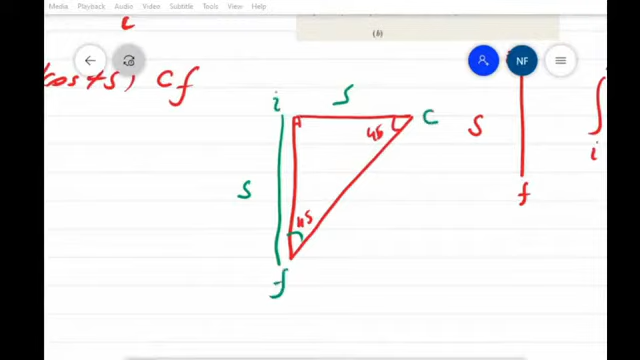 Media Playback Audio Video Subtitle Tools View Help
i
(b)
NF
cos 45) cf
i S
A 45 C
S
i
S
45
f
f